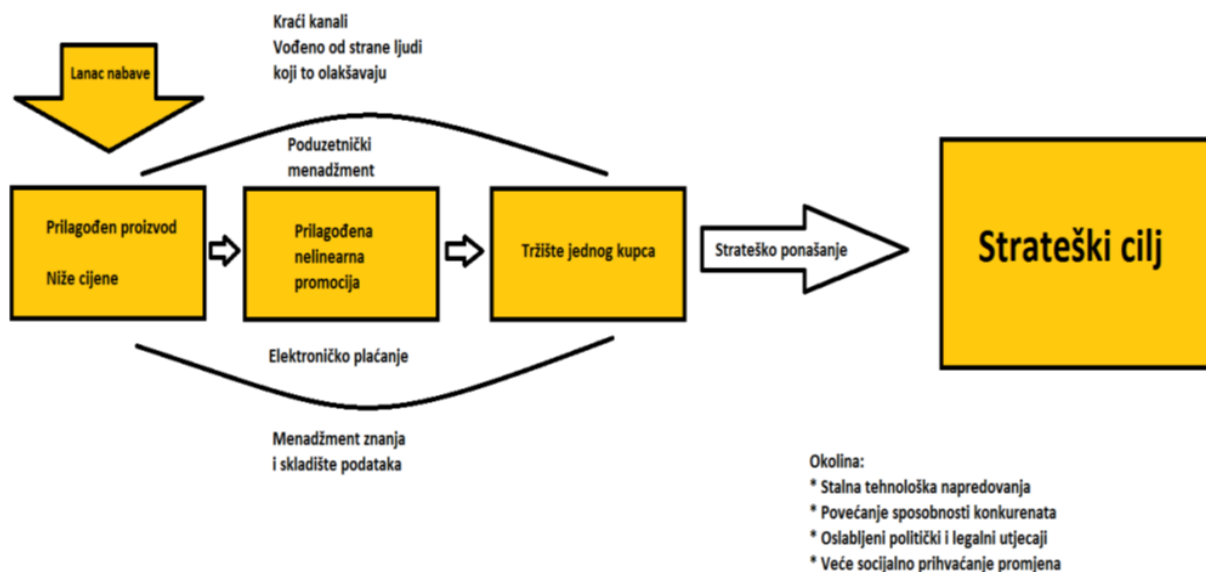 Kraći kanali
Vođeno od strane ljudi
koji to olakšavaju
Lanac nabave
Poduzetnički
menadžment
Prilagođen proizvod
Niže cijene
Prilagođena
nelinearna
promocija
Tržište jednog kupca
Strateško ponašanje
Strateški cilj
Elektroničko plaćanje
Menadžment znanja
i skladište podataka
Okolina:
* Stalna tehnološka napredovanja
* Povećanje sposobnosti konkurenata
* Oslabljeni politički i legalni utjecaji
* Veće socijalno prihvaćanje promjena